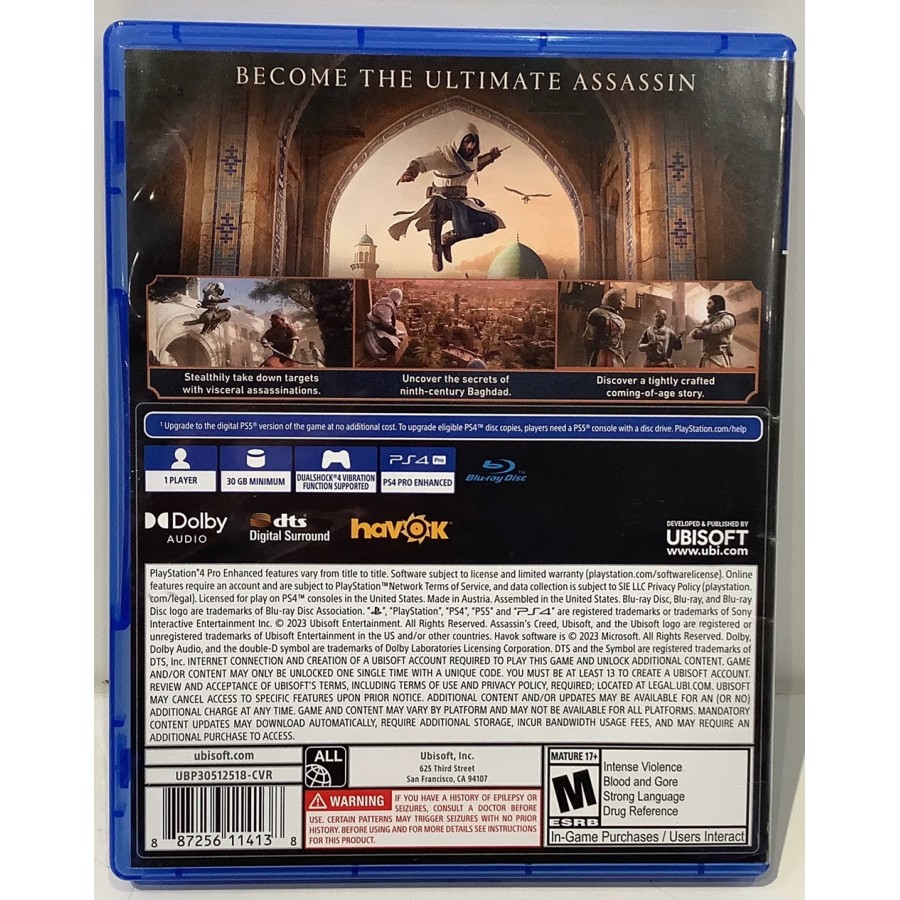 BECOME THE ULTIMATE ASSASSIN
Stealthily take down targets
with visceral assassinations.
Uncover the secrets of
ninth-century Baghdad.
Discover a tightly crafted
coming-of-age story.
¹ Upgrade to the digital PS5® version of the game at no additional cost. To upgrade eligible PS4™ disc copies, players need a PS5® console with a disc drive. PlayStation.com/help
1 PLAYER
30 GB MINIMUM
DUALSHOCK®4 VIBRATION
FUNCTION SUPPORTED
PS4 Pro
PS4 PRO ENHANCED
Blu-ray Disc™
Dolby
AUDIO
dts
Digital Surround
havok
DEVELOPED & PUBLISHED BY
UBISOFT
www.ubi.com
PlayStation®4 Pro Enhanced features vary from title to title. Software subject to license and limited warranty (playstation.com/softwarelicense). Online
features require an account and are subject to PlayStation™Network Terms of Service, and data collection is subject to SIE LLC Privacy Policy (playstation.
com/legal). Licensed for play on PS4™ consoles in the United States. Made in Austria. Assembled in the United States. Blu-ray Disc, Blu-ray, and Blu-ray
Disc logo are trademarks of Blu-ray Disc Association. "PS", "PlayStation", "PS4", "PS5" and "PS4" are registered trademarks or trademarks of Sony
Interactive Entertainment Inc. © 2023 Ubisoft Entertainment. All Rights Reserved. Assassin's Creed, Ubisoft, and the Ubisoft logo are registered or
unregistered trademarks of Ubisoft Entertainment in the US and/or other countries. Havok software is © 2023 Microsoft. All Rights Reserved. Dolby,
Dolby Audio, and the double-D symbol are trademarks of Dolby Laboratories Licensing Corporation. DTS and the Symbol are registered trademarks of
DTS, Inc. INTERNET CONNECTION AND CREATION OF A UBISOFT ACCOUNT REQUIRED TO PLAY THIS GAME AND UNLOCK ADDITIONAL CONTENT. GAME
AND/OR CONTENT MAY ONLY BE UNLOCKED ONE SINGLE TIME WITH A UNIQUE CODE. YOU MUST BE AT LEAST 13 TO CREATE A UBISOFT ACCOUNT.
REVIEW AND ACCEPTANCE OF UBISOFT'S TERMS, INCLUDING TERMS OF USE AND PRIVACY POLICY, REQUIRED; LOCATED AT LEGAL.UBI.COM. UBISOFT
MAY CANCEL ACCESS TO SPECIFIC FEATURES UPON PRIOR NOTICE. ADDITIONAL CONTENT AND/OR UPDATES MAY BE AVAILABLE FOR AN (OR NO)
ADDITIONAL CHARGE AT ANY TIME. GAME AND CONTENT MAY VARY BY PLATFORM AND MAY NOT BE AVAILABLE FOR ALL PLATFORMS. MANDATORY
CONTENT UPDATES MAY DOWNLOAD AUTOMATICALLY, REQUIRE ADDITIONAL STORAGE, INCUR BANDWIDTH USAGE FEES, AND MAY REQUIRE AN
ADDITIONAL PURCHASE TO ACCESS.
ubisoft.com
UBP30512518-CVR
8 87256 11413 8
ALL
Ubisoft, Inc.
625 Third Street
San Francisco, CA 94107
WARNING IF YOU HAVE A HISTORY OF EPILEPSY OR
SEIZURES, CONSULT A DOCTOR BEFORE
USE. CERTAIN PATTERNS MAY TRIGGER SEIZURES WITH NO PRIOR
HISTORY. BEFORE USING AND FOR MORE DETAILS SEE INSTRUCTIONS
FOR THIS PRODUCT.
MATURE 17+
M
ESRB
Intense Violence
Blood and Gore
Strong Language
Drug Reference
In-Game Purchases / Users Interact